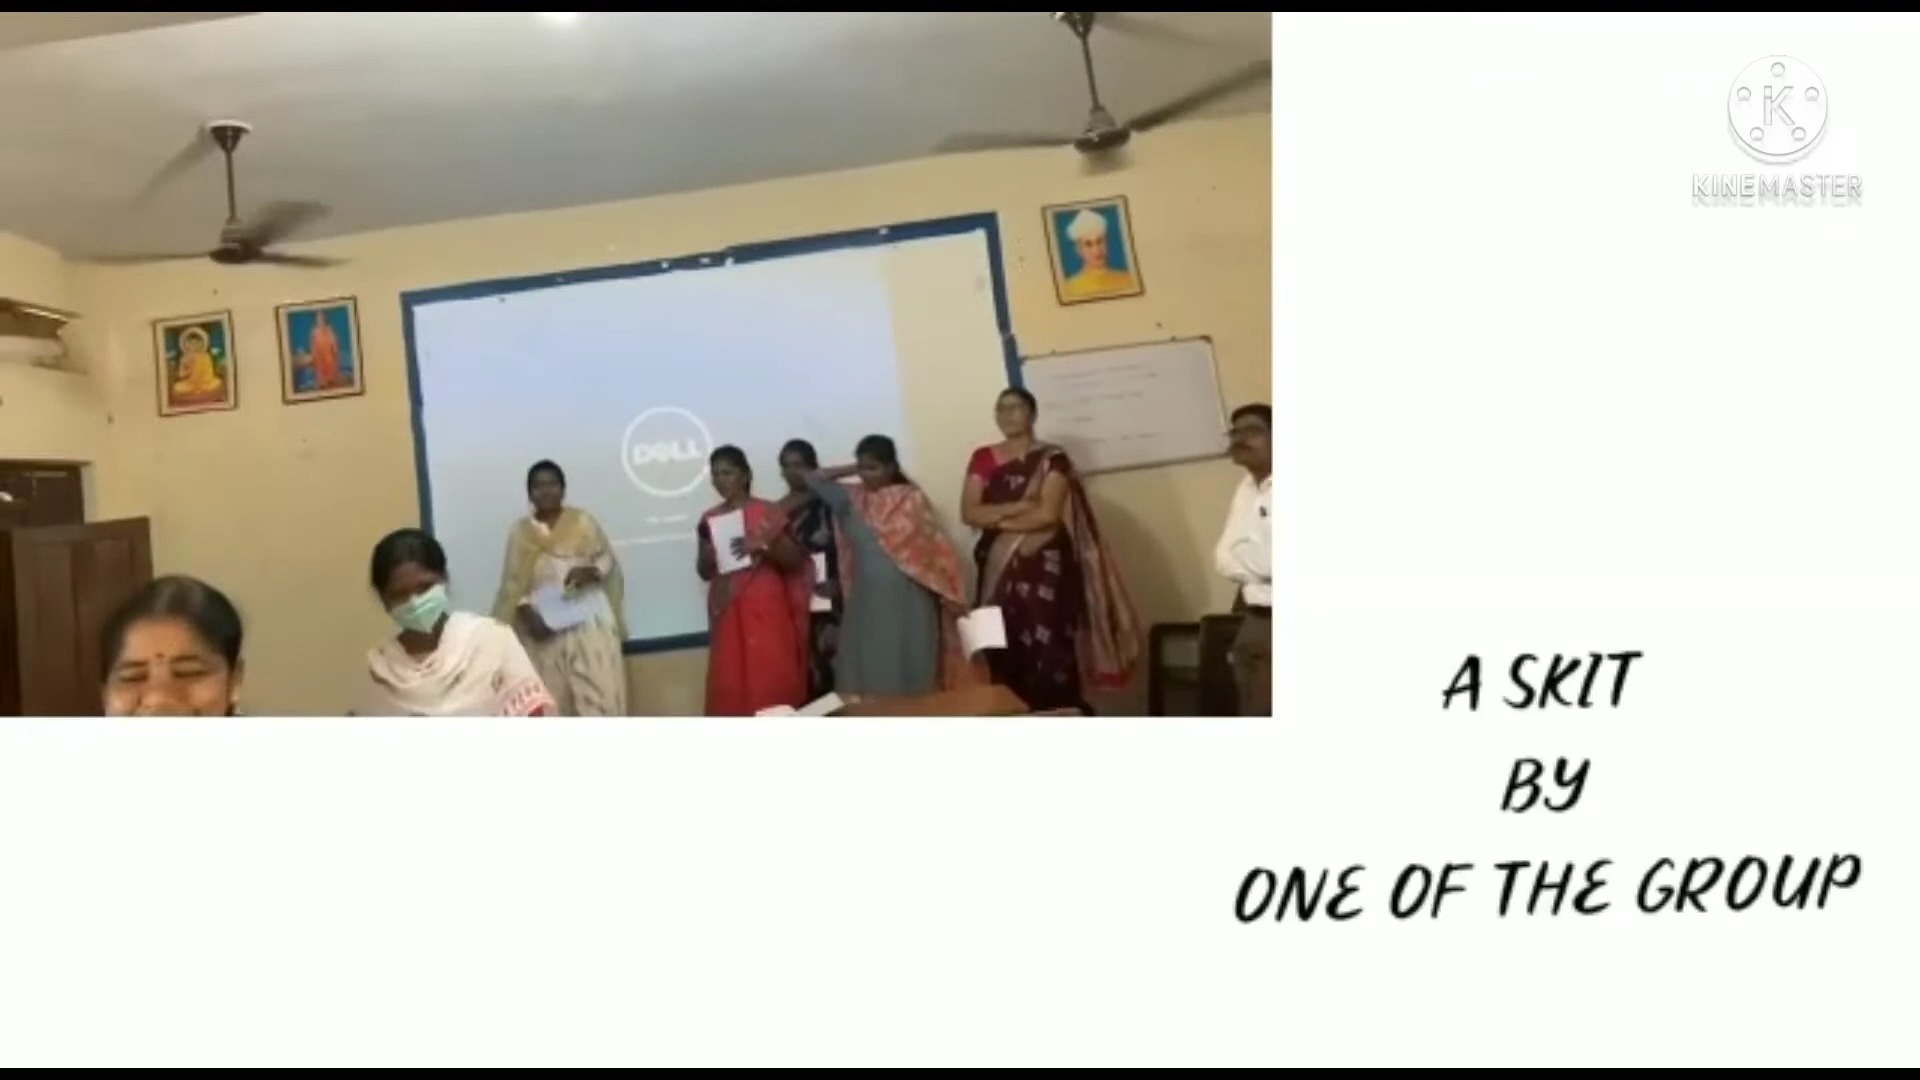 KINEMASTER
DELL
A SKIT
BY
ONE OF THE GROUP